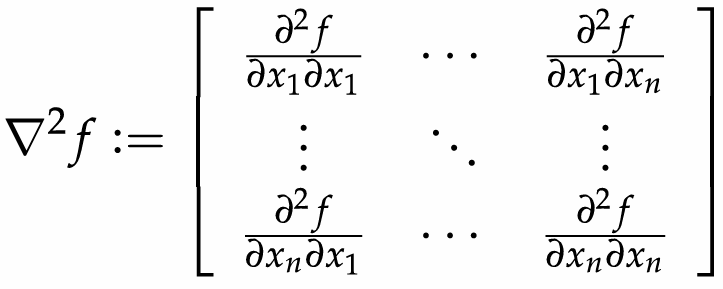 ∇²f := [ ∂²f/∂x₁∂x₁ ⋯ ∂²f/∂x₁∂xₙ
⋮ ⋱ ⋮
∂²f/∂xₙ∂x₁ ⋯ ∂²f/∂xₙ∂xₙ ]